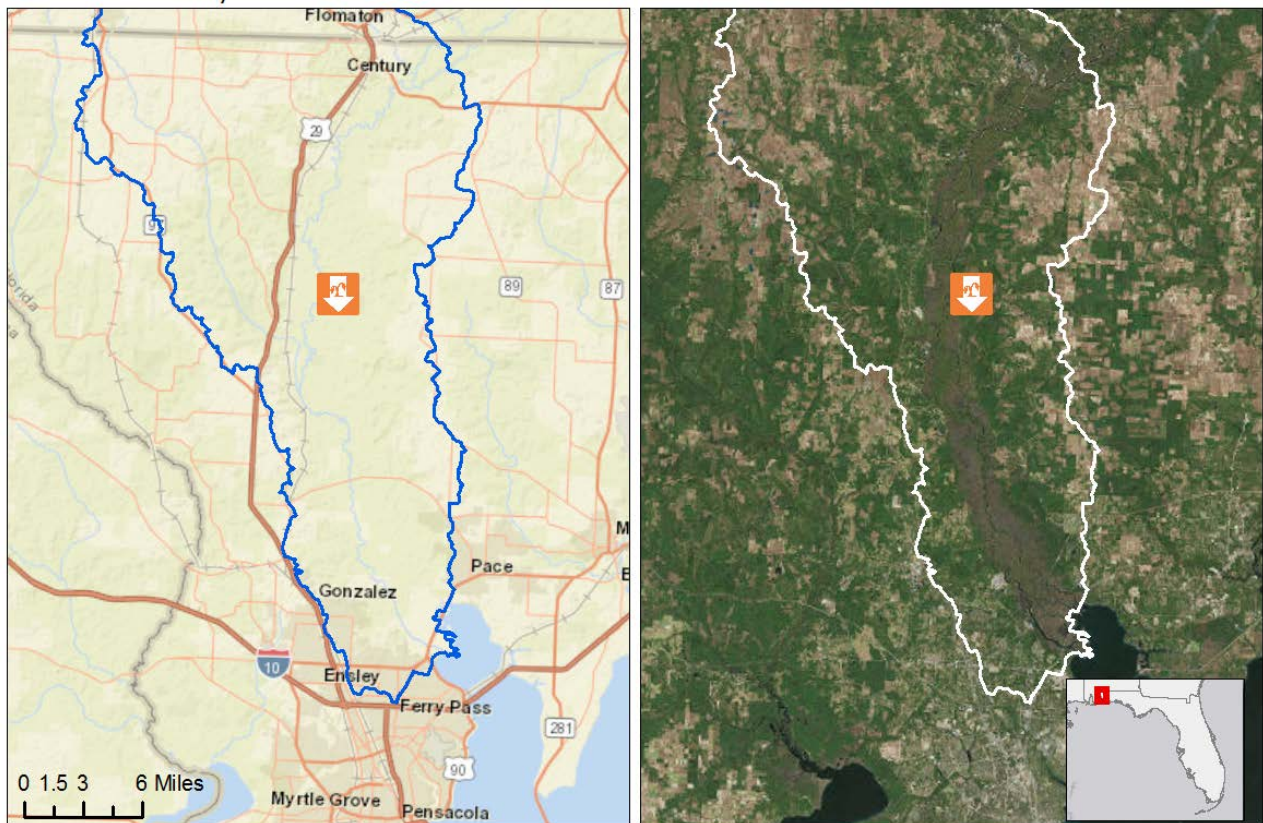 Flomaton
Century
29
97
89
87
Florida
Pace
Gonzalez
10
Ensley
Ferry Pass
281
90
0 1.5 3 6 Miles
Myrtle Grove
Pensacola